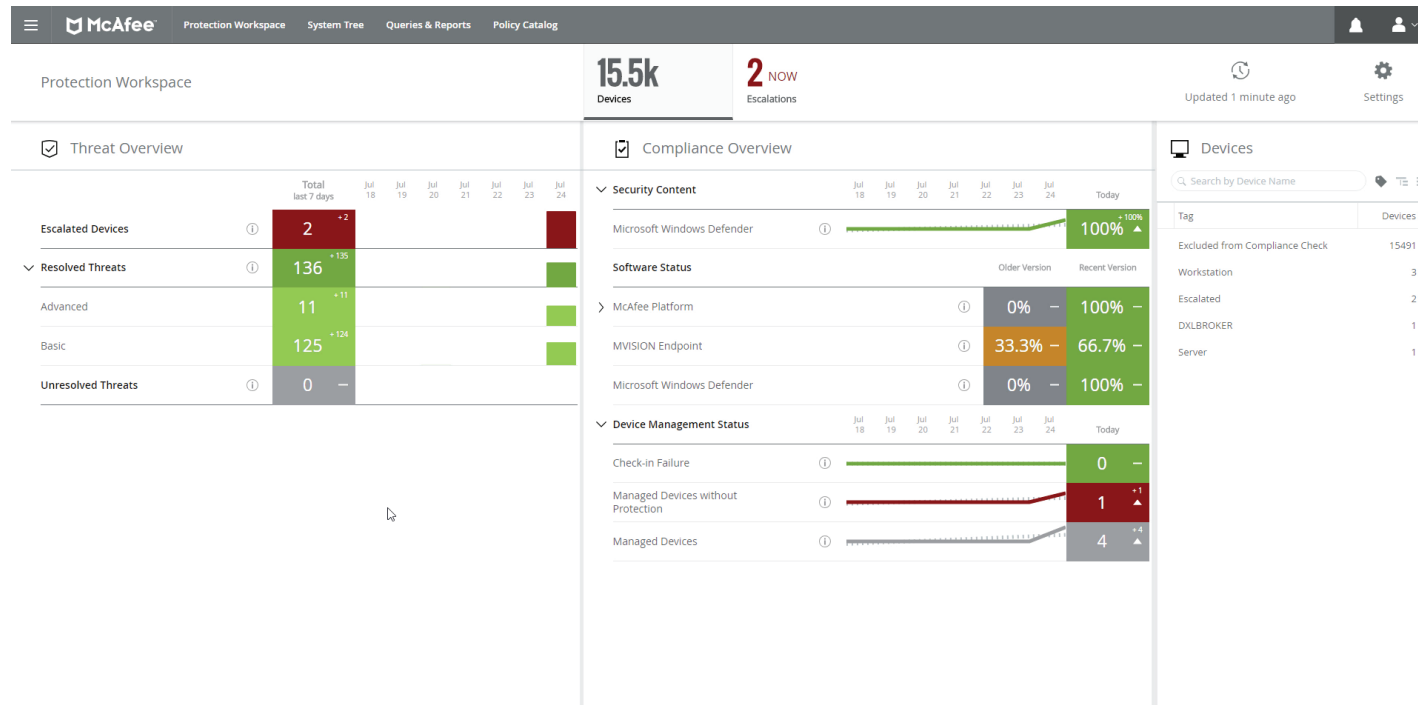 McAfee Protection Workspace System Tree Queries & Reports Policy Catalog
Protection Workspace
15.5k
Devices
2 NOW
Escalations
Updated 1 minute ago
Settings
Threat Overview
Total
last 7 days
Jul 18 Jul 19 Jul 20 Jul 21 Jul 22 Jul 23 Jul 24
Escalated Devices 2 +2
Resolved Threats 136 +135
Advanced 11 +11
Basic 125 +124
Unresolved Threats 0 –
Compliance Overview
Security Content Jul 18 Jul 19 Jul 20 Jul 21 Jul 22 Jul 23 Jul 24 Today
Microsoft Windows Defender 100% +100%
Software Status Older Version Recent Version
McAfee Platform 0% – 100% –
MVISION Endpoint 33.3% – 66.7% –
Microsoft Windows Defender 0% – 100% –
Device Management Status Jul 18 Jul 19 Jul 20 Jul 21 Jul 22 Jul 23 Jul 24 Today
Check-in Failure 0 –
Managed Devices without
Protection 1 +1
Managed Devices 4 +4
Devices
Search by Device Name
Tag Devices
Excluded from Compliance Check 15491
Workstation 3
Escalated 2
DXLBROKER 1
Server 1